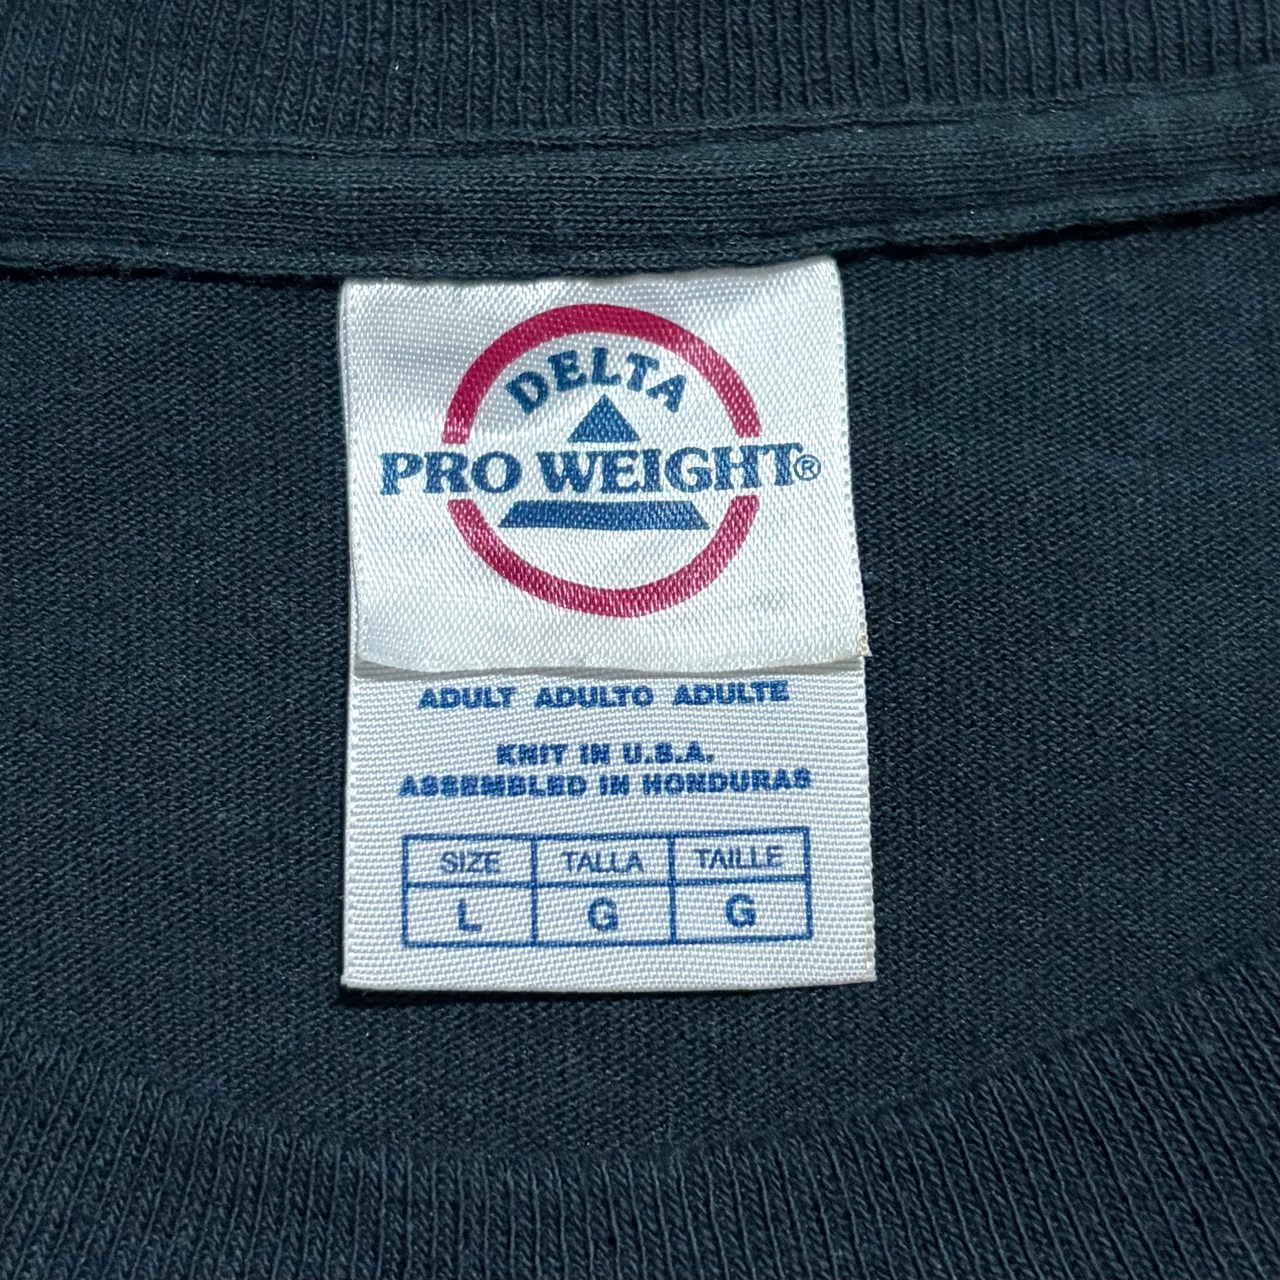 DELTA
PRO WEIGHT®
ADULT ADULTO ADULTE
KNIT IN U.S.A.
ASSEMBLED IN HONDURAS
SIZE TALLA TAILLE
L G G